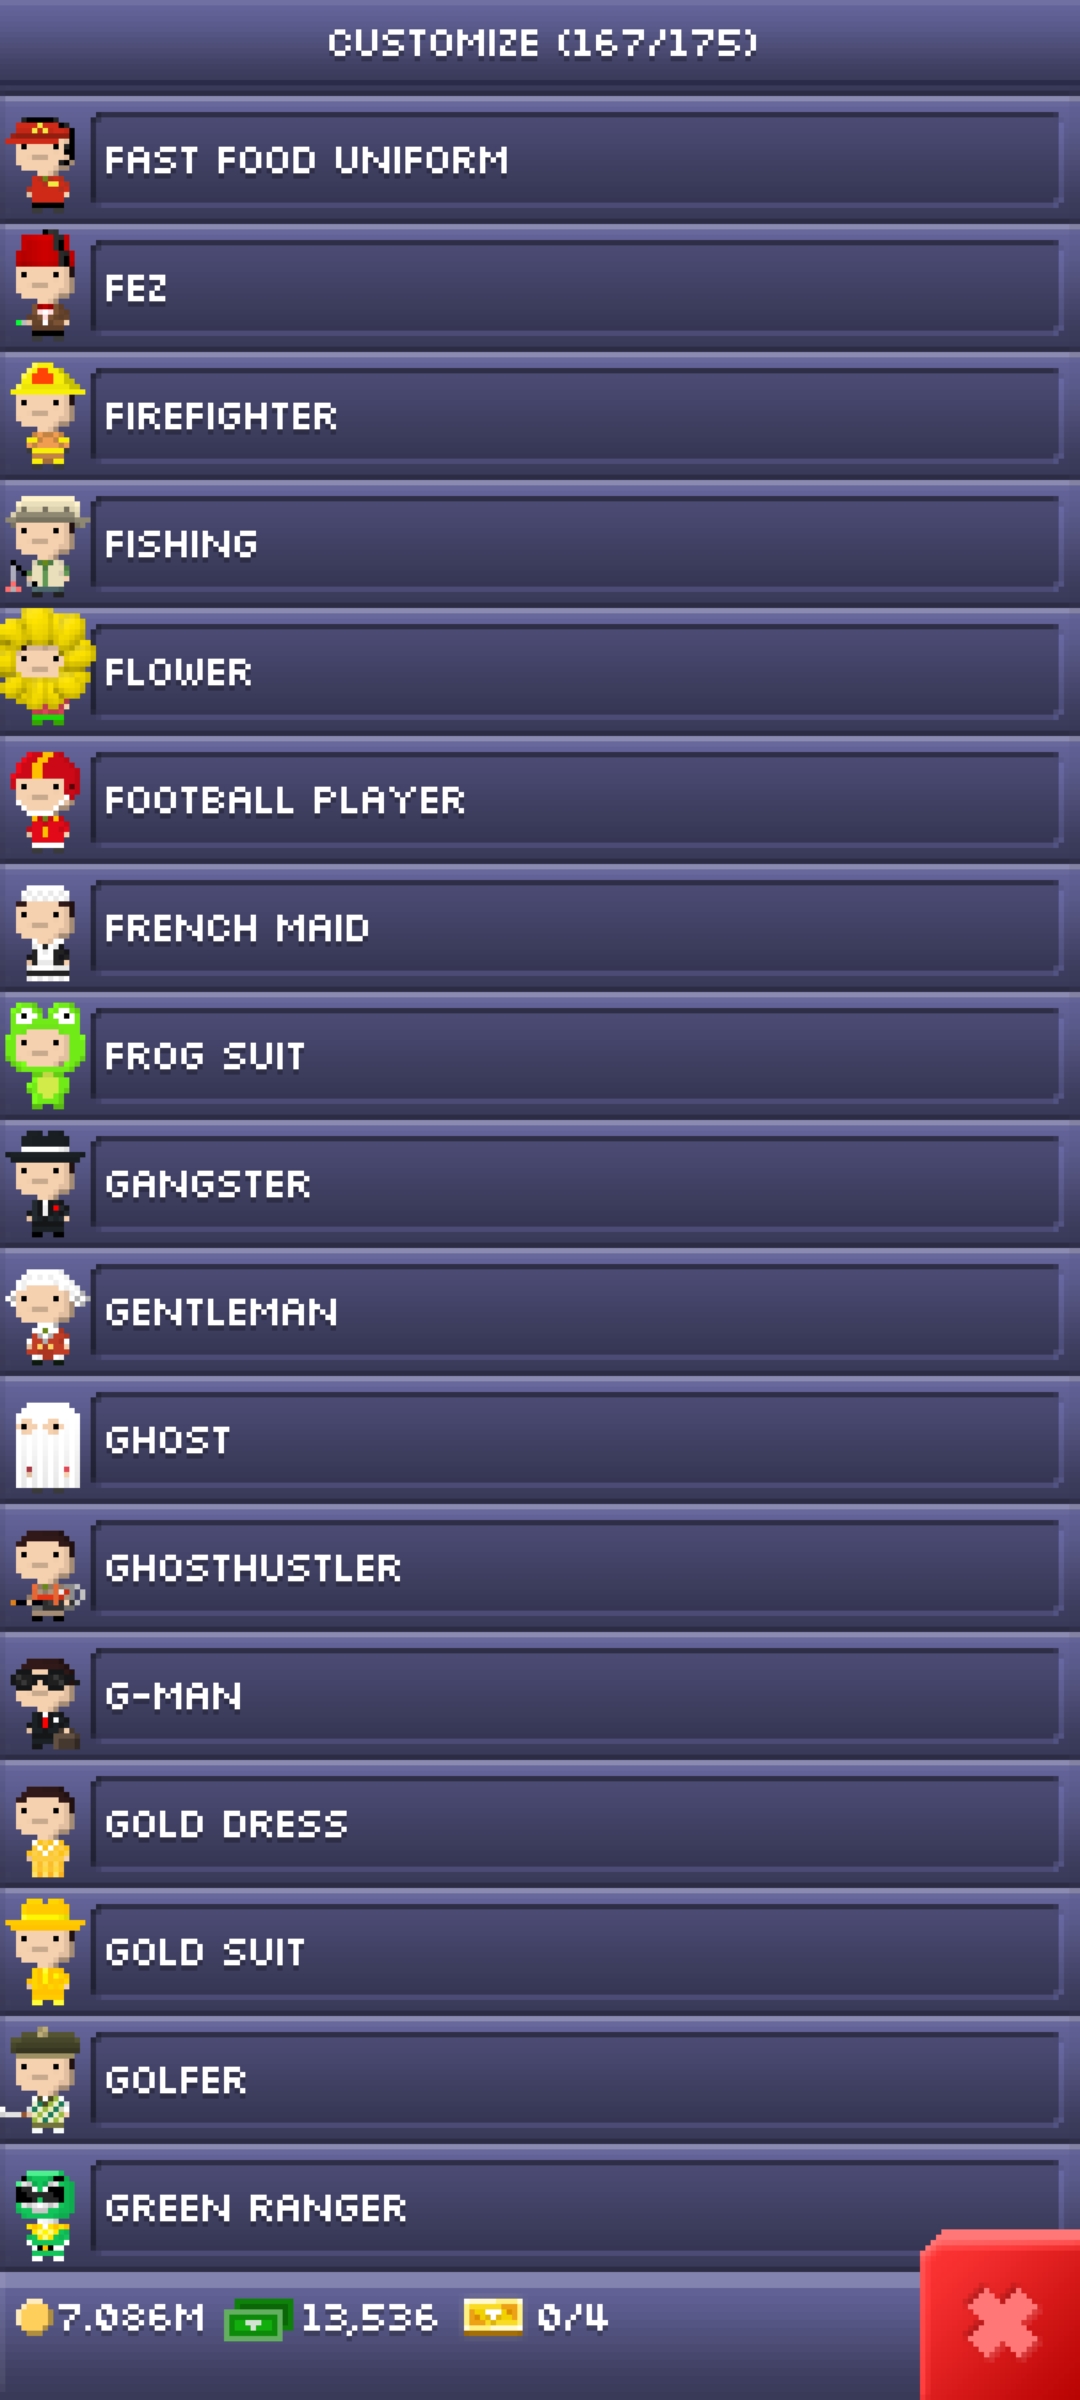 CUSTOMIZE (167/175)
FAST FOOD UNIFORM
FEZ
FIREFIGHTER
FISHING
FLOWER
FOOTBALL PLAYER
FRENCH MAID
FROG SUIT
GANGSTER
GENTLEMAN
GHOST
GHOSTHUSTLER
G-MAN
GOLD DRESS
GOLD SUIT
GOLFER
GREEN RANGER
7.086M 13,536 0/4